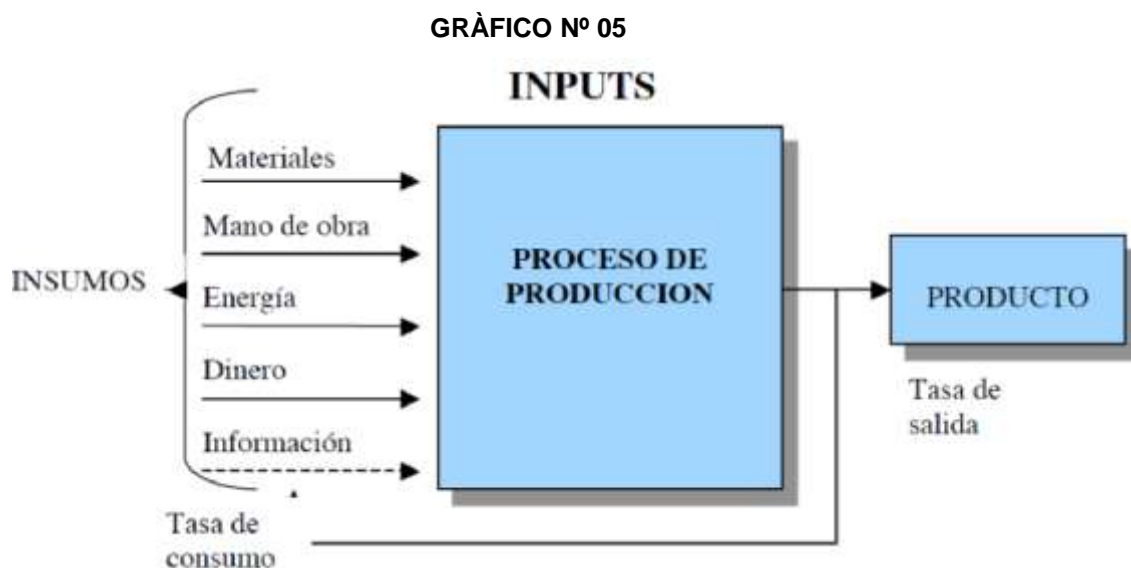 GRÀFICO Nº 05
INPUTS
INSUMOS
Materiales
Mano de obra
Energía
Dinero
Información
Tasa de
consumo
PROCESO DE
PRODUCCION
PRODUCTO
Tasa de
salida